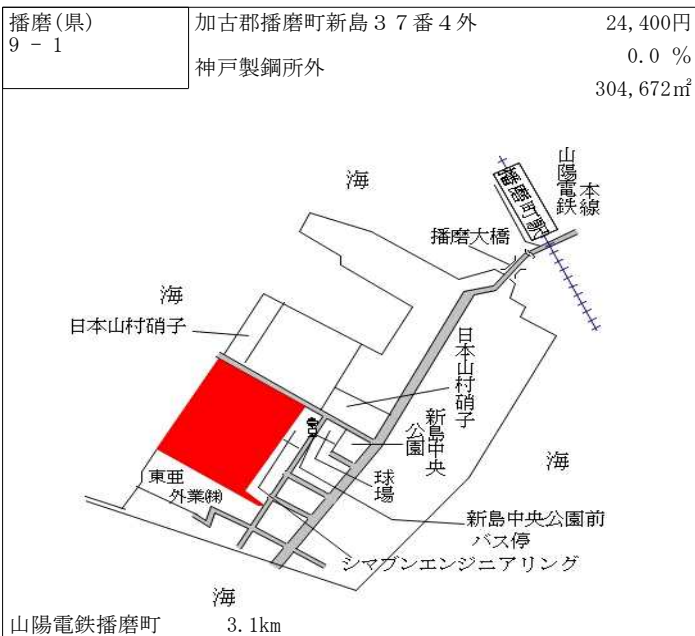 播磨(県)
9 - 1
加古郡播磨町新島３７番４外
24,400円
神戸製鋼所外
0.0 %
304,672㎡
海
山陽電鉄
本線
播磨町駅
播磨大橋
海
日本山村硝子
日本山村硝子
新島中央
公園
球場
海
東亜
外業㈱
新島中央公園前
バス停
シマブンエンジニアリング
海
山陽電鉄播磨町 3.1km